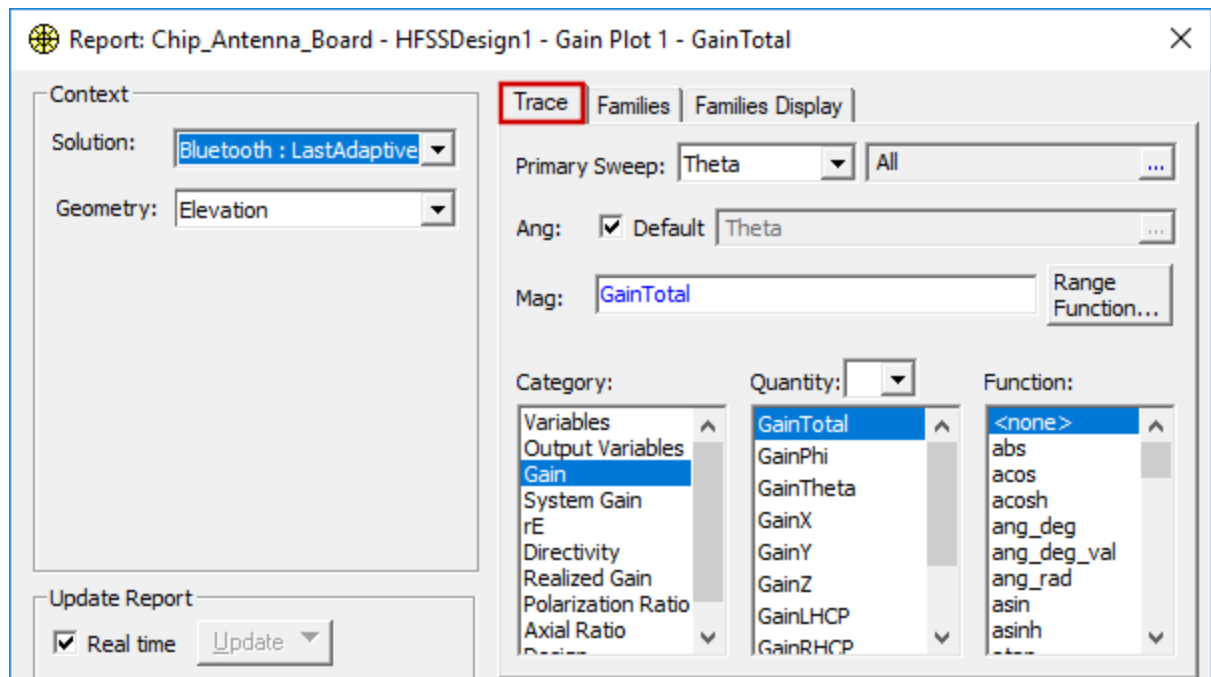 Report: Chip_Antenna_Board - HFSSDesign1 - Gain Plot 1 - GainTotal
Context
Solution: Bluetooth : LastAdaptive
Geometry: Elevation
Update Report
Real time Update
Trace Families Families Display
Primary Sweep: Theta All ...
Ang: Default Theta ...
Mag: GainTotal
Range
Function...
Category:
Variables
Output Variables
Gain
System Gain
rE
Directivity
Realized Gain
Polarization Ratio
Axial Ratio
Quantity:
GainTotal
GainPhi
GainTheta
GainX
GainY
GainZ
GainLHCP
GainRHCP
Function:
<none>
abs
acos
acosh
ang_deg
ang_deg_val
ang_rad
asin
asinh